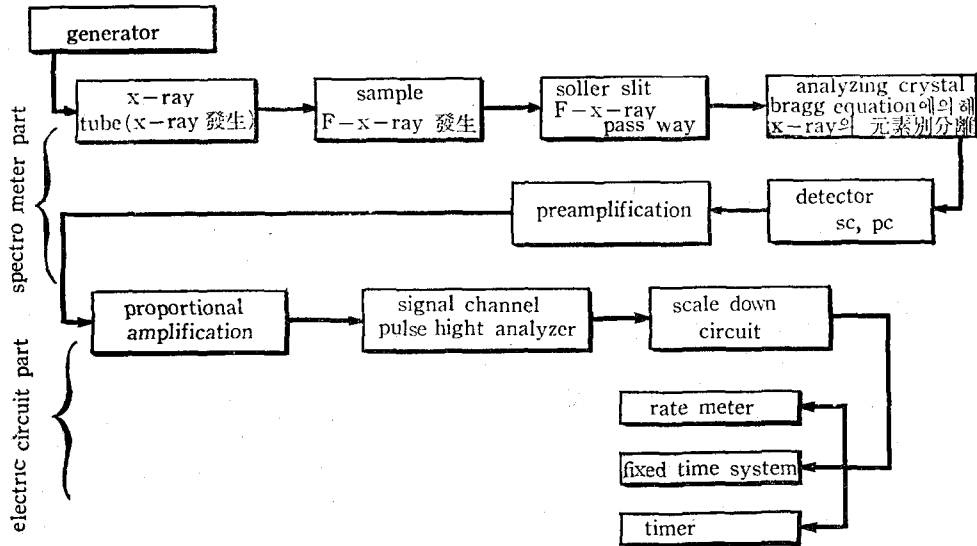 generator
x-ray
tube(x-ray 發生)
sample
F-x-ray 發生
soller slit
F-x-ray
pass way
analyzing crystal
bragg equation에의해
x-ray의 元素別分離
spectro meter part
preamplification
detector
sc, pc
proportional
amplification
signal channel
pulse hight analyzer
scale down
circuit
electric circuit part
rate meter
fixed time system
timer